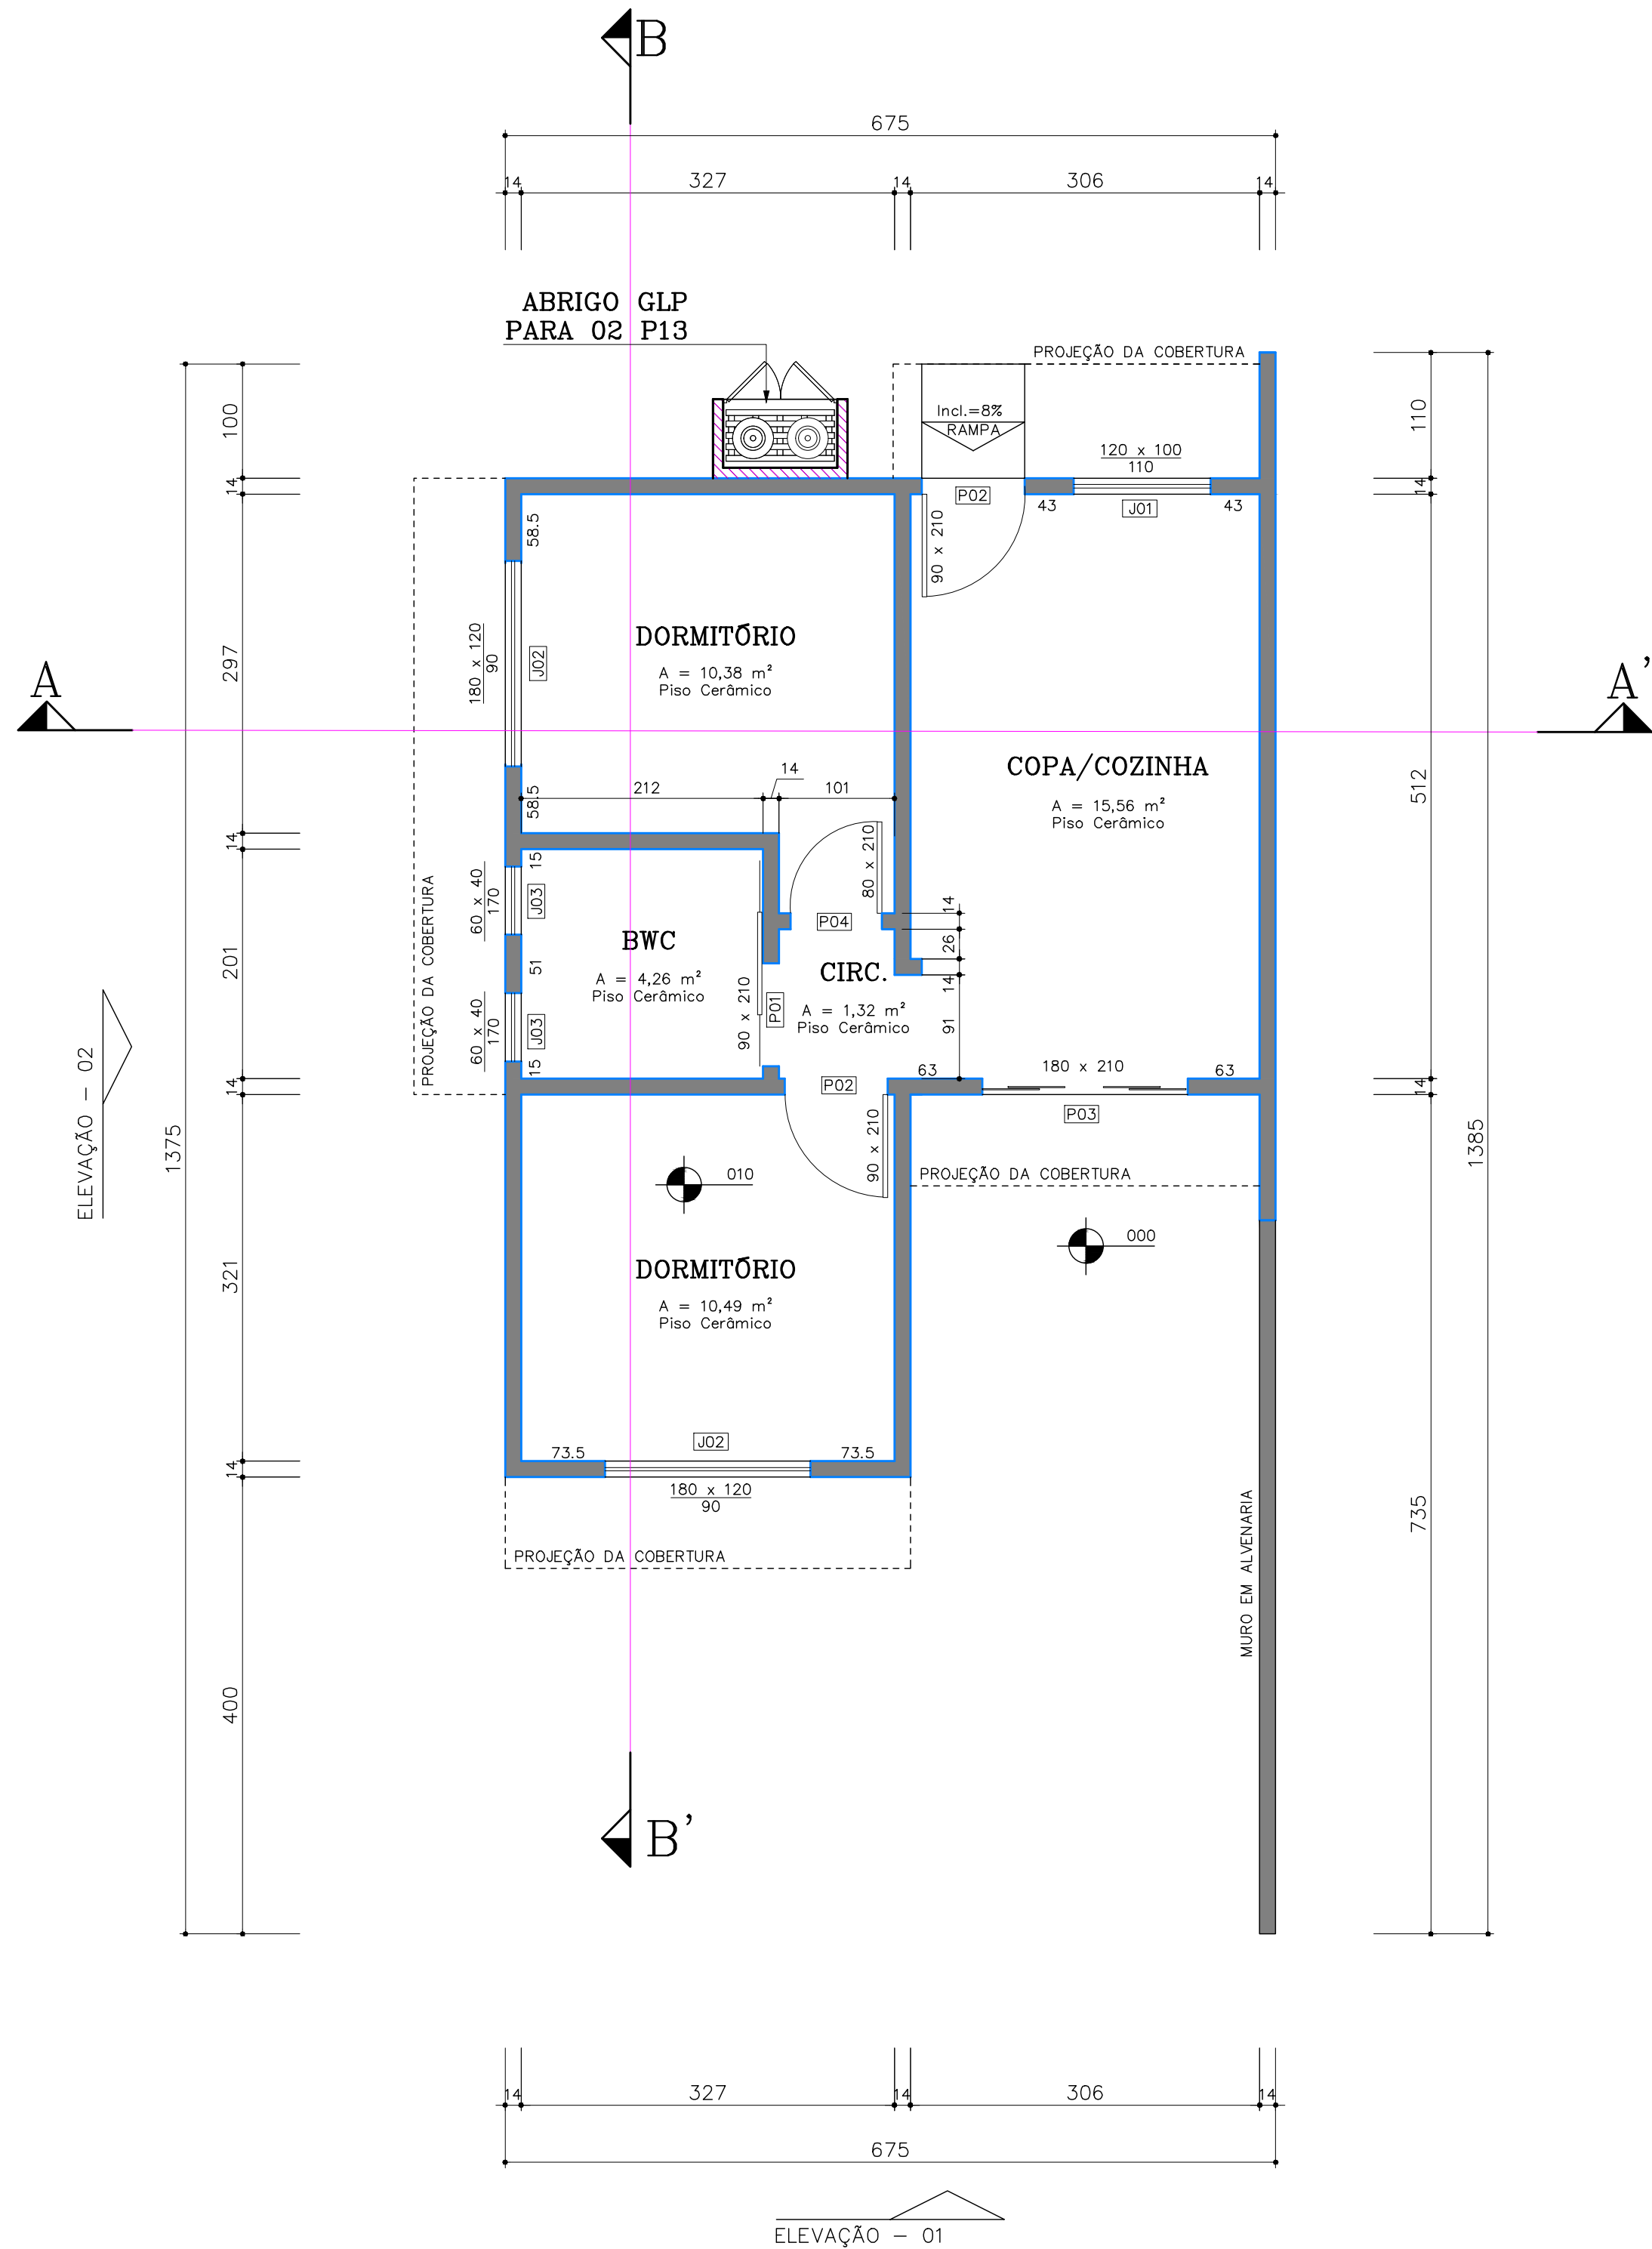 B
675
14
327
14
306
14
ABRIGO GLP
PARA 02 P13
PROJEÇÃO DA COBERTURA
Incl.=8%
RAMPA
100
110
120 x 100
110
14
P02
J01
14
43
43
58.5
90 x 210
DORMITÓRIO
A = 10,38 m²
Piso Cerâmico
180 x 120
90
J02
297
A
A'
COPA/COZINHA
A = 15,56 m²
Piso Cerâmico
512
14
212
101
58.5
14
15
80 x 210
60 x 40
170
J03
PROJEÇÃO DA COBERTURA
14
P04
26
BWC
A = 4,26 m²
Piso Cerâmico
201
51
CIRC.
A = 1,32 m²
Piso Cerâmico
14
91
90 x 210
P01
60 x 40
170
J03
15
180 x 210
63
63
14
P02
14
P03
ELEVAÇÃO - 02
1375
1385
90 x 210
010
PROJEÇÃO DA COBERTURA
000
DORMITÓRIO
A = 10,49 m²
Piso Cerâmico
321
J02
73.5
73.5
14
180 x 120
90
PROJEÇÃO DA COBERTURA
735
MURO EM ALVENARIA
400
B'
14
327
14
306
14
675
ELEVAÇÃO - 01